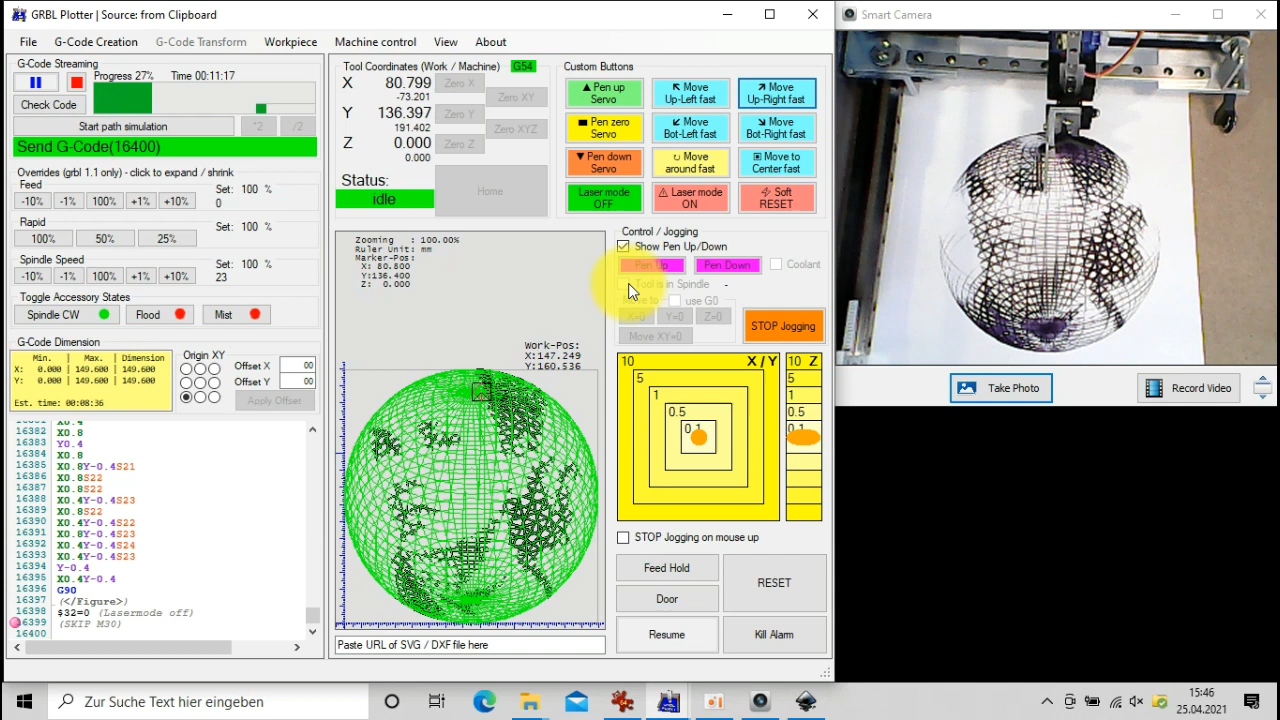 GRBL Plotter | Source: from Clipboard
File G-Code Creation G-Code Transform Workpiece Machine control View About
G-Code Streaming
Progress 27% Time 00:11:17
Check Code
Start path simulation ^2 /2
Send G-Code(16400)
Overrides (grbl 1.1 only) - click to expand / shrink
Feed Set: 100 %
-10% -1% 100% +1% +10% 0
Rapid Set: 100 %
100% 50% 25%
Spindle Speed Set: 100 %
-10% -1% 100% +1% +10% 23
Toggle Accessory States
Spindle CW Flood Mist
G-Code Dimension
Min. | Max. | Dimension
X: 0.000 | 149.600 | 149.600
Y: 0.000 | 149.600 | 149.600
Est. time: 00:08:36
Origin XY
Offset X 00
Offset Y 00
Apply Offset
16382 X0.8
16383 Y0.4
16384 X0.8
16385 X0.8Y-0.4S21
16386 X0.8S22
16387 X0.8S22
16388 X0.4Y-0.4S23
16389 X0.8S22
16390 X0.4Y-0.4S22
16391 X0.8Y-0.4S23
16392 X0.4Y-0.4S24
16393 X0.4Y-0.4S23
16394 Y-0.4
16395 X0.4Y-0.4
16396 G90
16397 (</Figure>)
16398 $32=0 (Lasermode off)
16399 (SKIP M30)
16400
Tool Coordinates (Work / Machine) G54
X 80.799 Zero X
-73.201 Zero XY
Y 136.397 Zero Y
191.402 Zero XYZ
Z 0.000 Zero Z
0.000
Status:
idle
Home
Zooming : 100.00%
Ruler Unit: mm
Marker-Pos:
X: 80.800
Y:136.400
Z: 0.000
Work-Pos:
X:147.249
Y:160.536
Paste URL of SVG / DXF file here
Custom Buttons
Pen up Servo
Move Up-Left fast
Move Up-Right fast
Pen zero Servo
Move Bot-Left fast
Move Bot-Right fast
Pen down Servo
Move around fast
Move to Center fast
Laser mode OFF
Laser mode ON
Soft RESET
Control / Jogging
Show Pen Up/Down
Pen Up Pen Down Coolant
Tool is in Spindle -
Move to use G0
X=0 Y=0 Z=0
Move XY=0
STOP Jogging
10 X / Y 10 Z
5 5
1 1
0.5 0.5
0.1 0.1
STOP Jogging on mouse up
Feed Hold
Door
RESET
Resume
Kill Alarm
Smart Camera
Take Photo Record Video
Zur Suche Text hier eingeben
15:46
25.04.2021